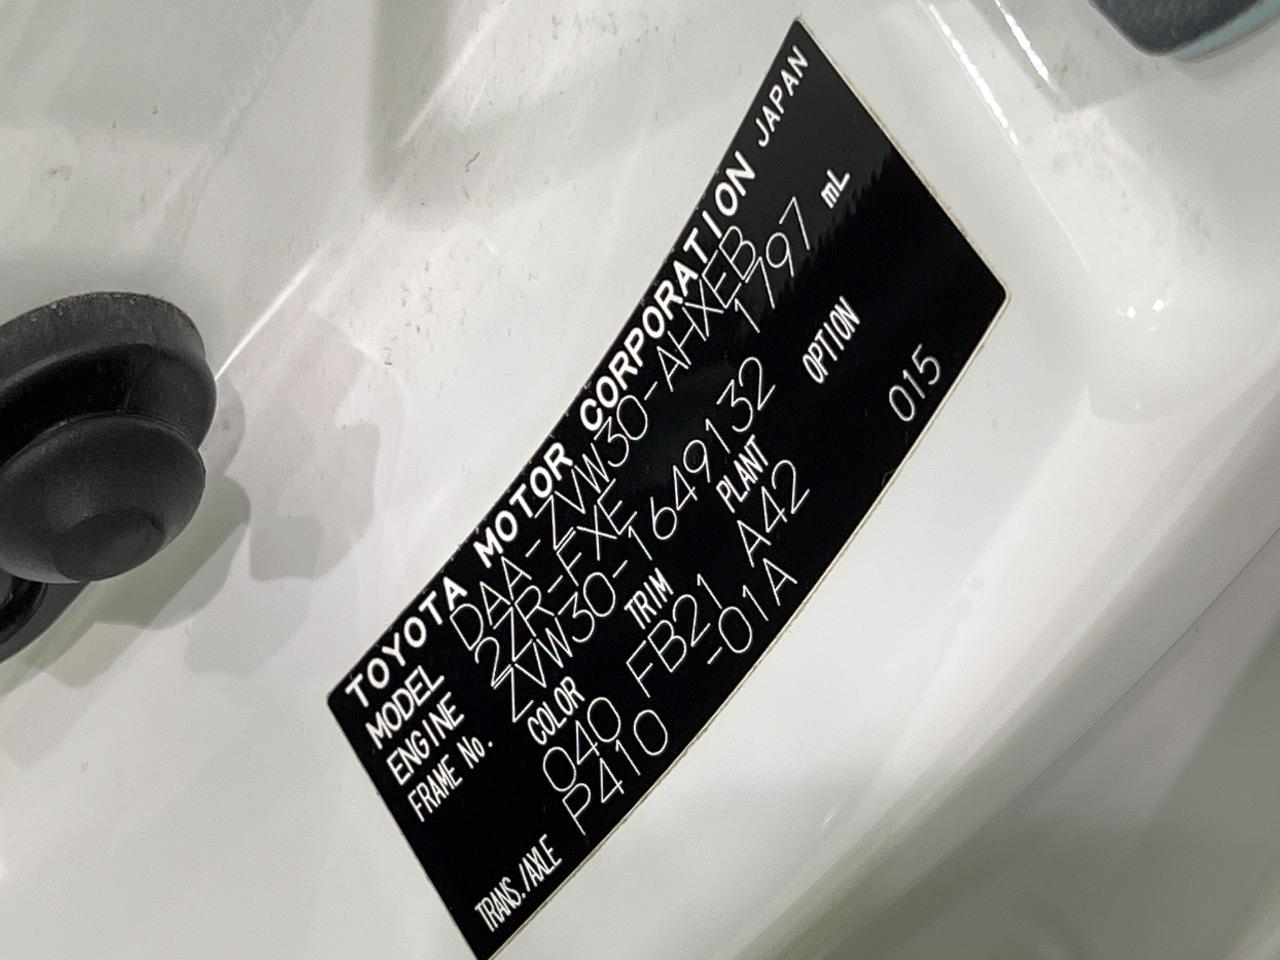 TOYOTA MOTOR CORPORATION JAPAN
MODEL DAA-ZVW30-AHXEB
ENGINE 2ZR-FXE 1797 mL
FRAME No. ZVW30-1649132
COLOR TRIM PLANT OPTION
040 FB21 A42 015
TRANS./AXLE P410 -01A